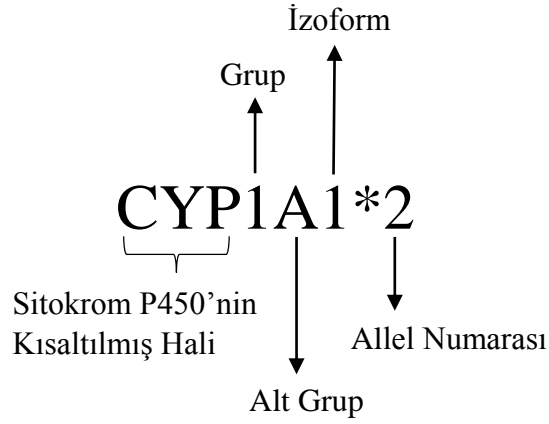 İzoform
Grup
CYP1A1*2
Sitokrom P450’nin
Kısaltılmış Hali
Allel Numarası
Alt Grup